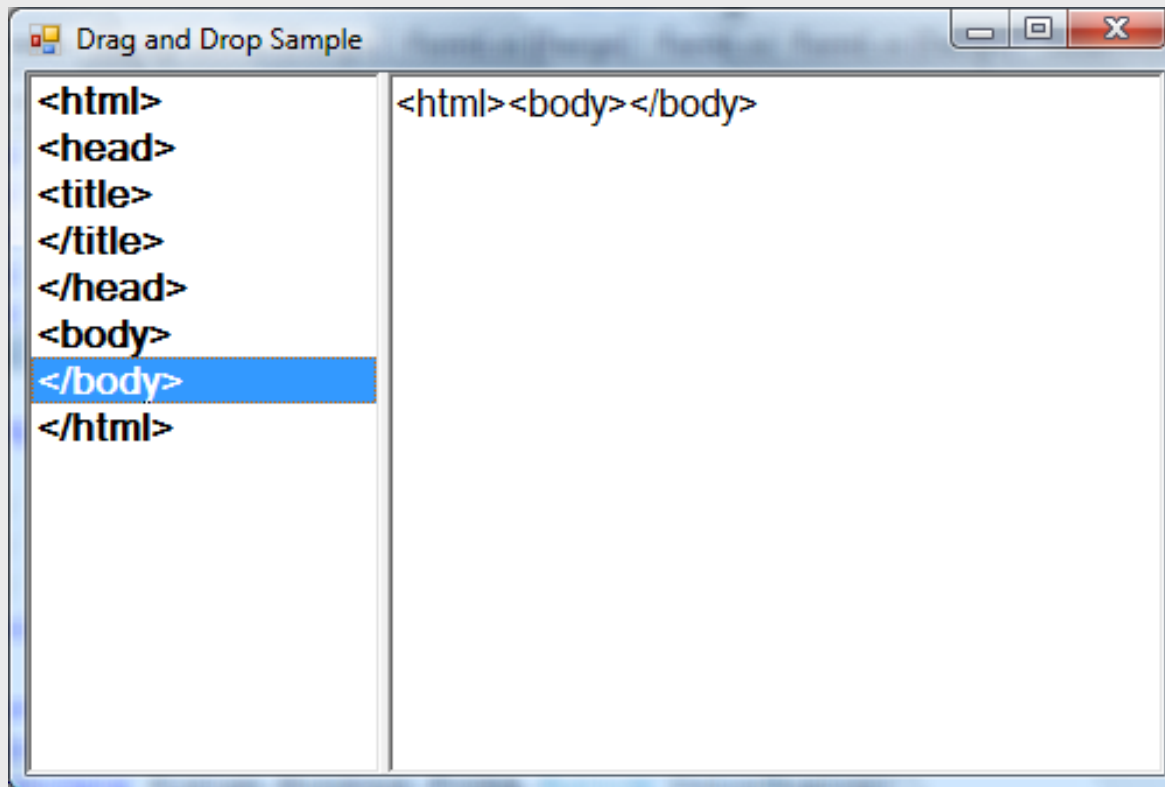 Drag and Drop Sample
<html>
<head>
<title>
</title>
</head>
<body>
</body>
</html>
<html><body></body>